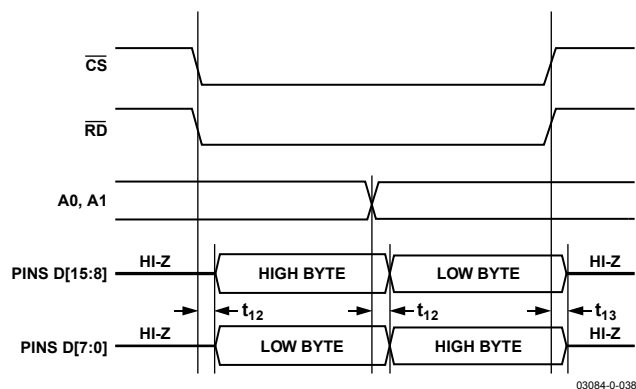 CS
RD
A0, A1
HI-Z HIGH BYTE LOW BYTE HI-Z
PINS D[15:8]
t12 t12 t13
HI-Z LOW BYTE HIGH BYTE HI-Z
PINS D[7:0]
03084-0-038